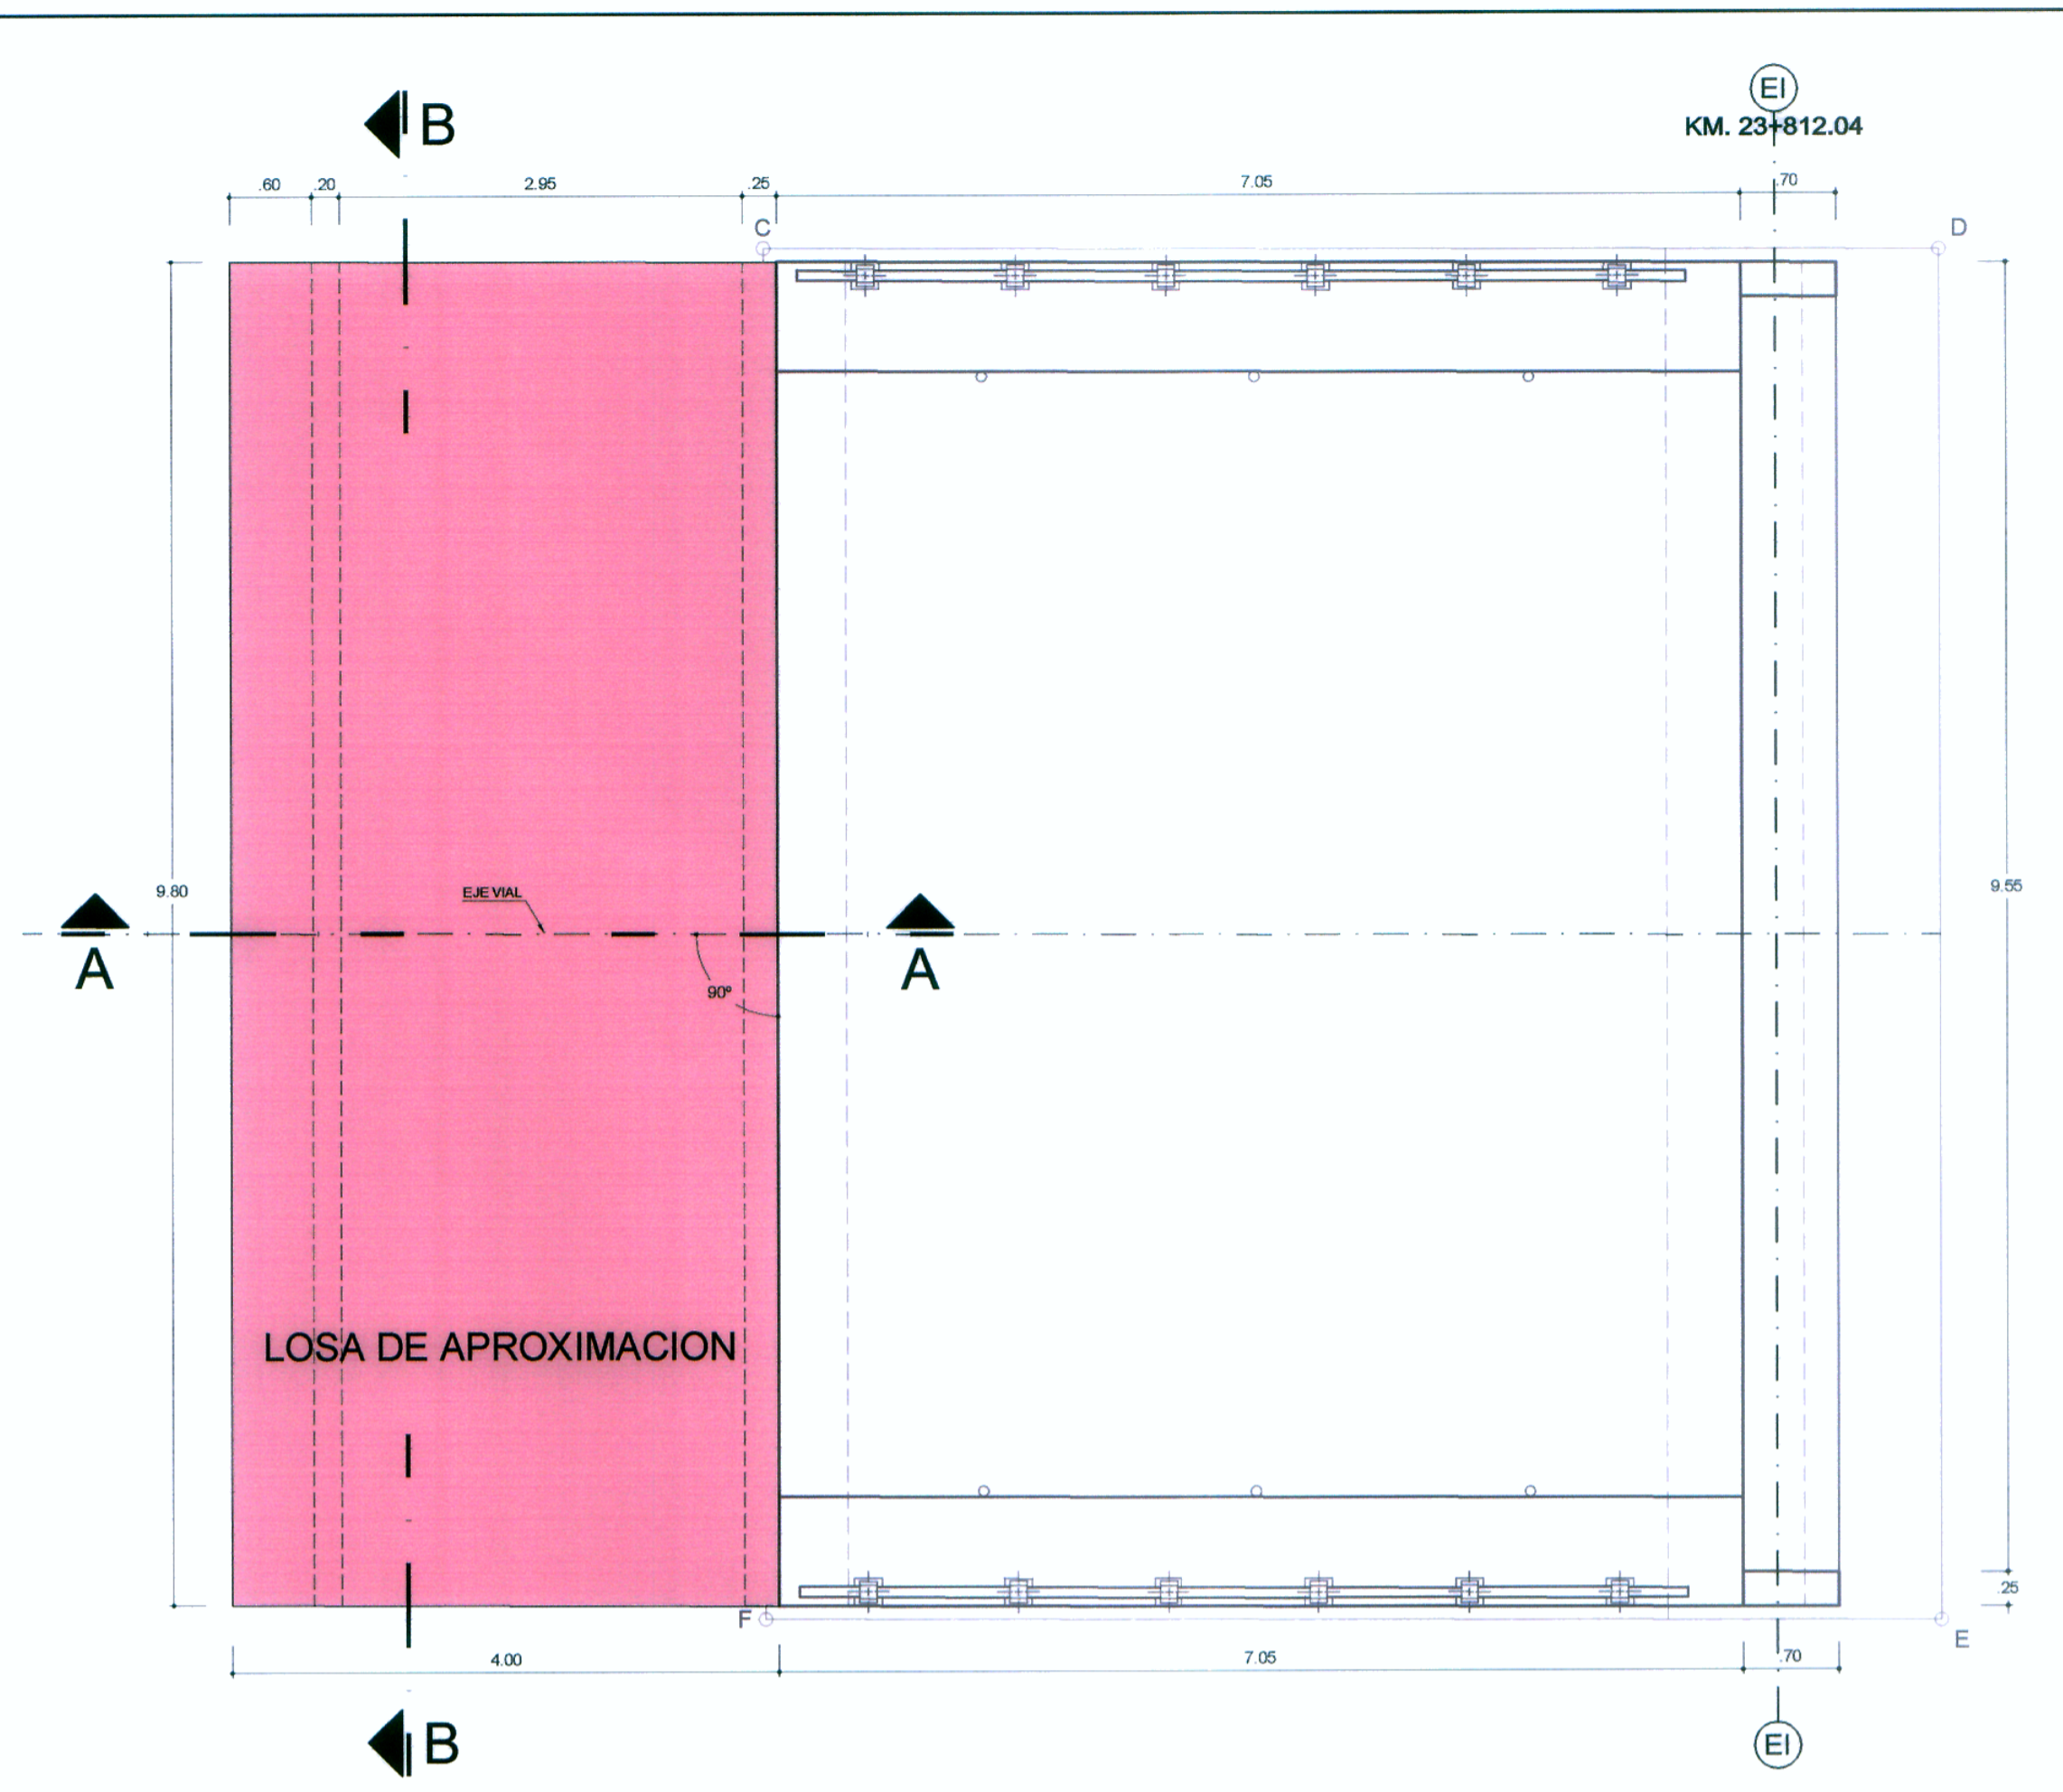 EI
KM. 23+812.04
B
.60 .20 2.95 .25 7.05 .70
C
D
9.80
EJE VIAL
9.55
A
A
90º
LOSA DE APROXIMACION
.25
F
E
4.00 7.05 .70
B
EI